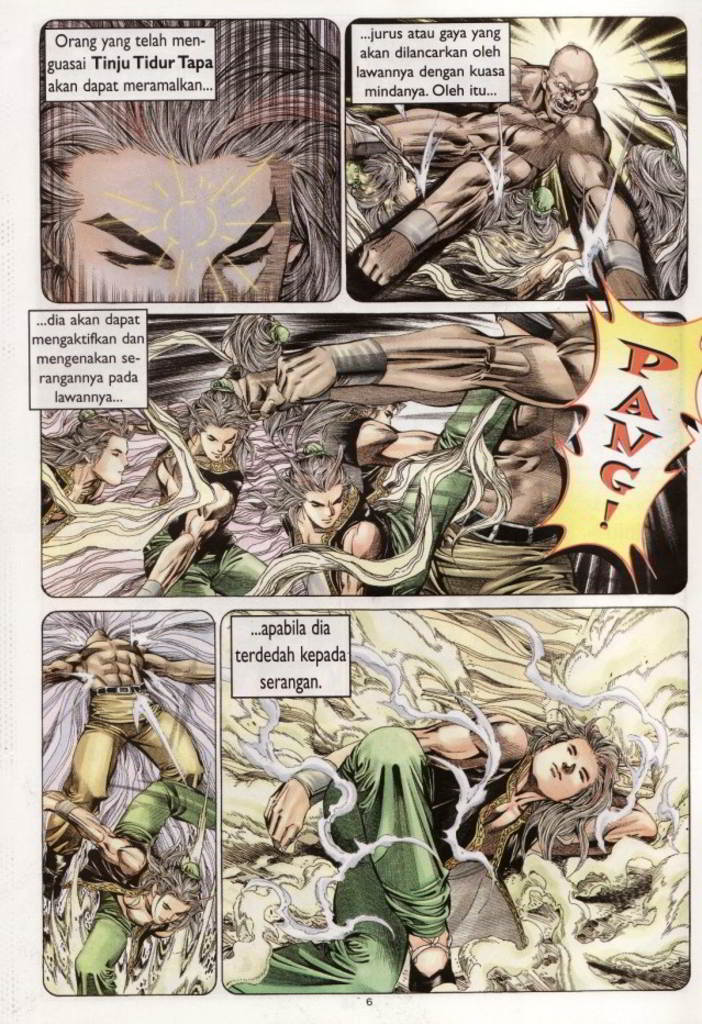 Orang yang telah men-
guasai Tinju Tidur Tapa
akan dapat meramalkan...
...jurus atau gaya yang
akan dilancarkan oleh
lawannya dengan kuasa
mindanya. Oleh itu...
...dia akan dapat
mengaktifkan dan
mengenakan se-
rangannya pada
lawannya...
PANG!
...apabila dia
terdedah kepada
serangan.
6